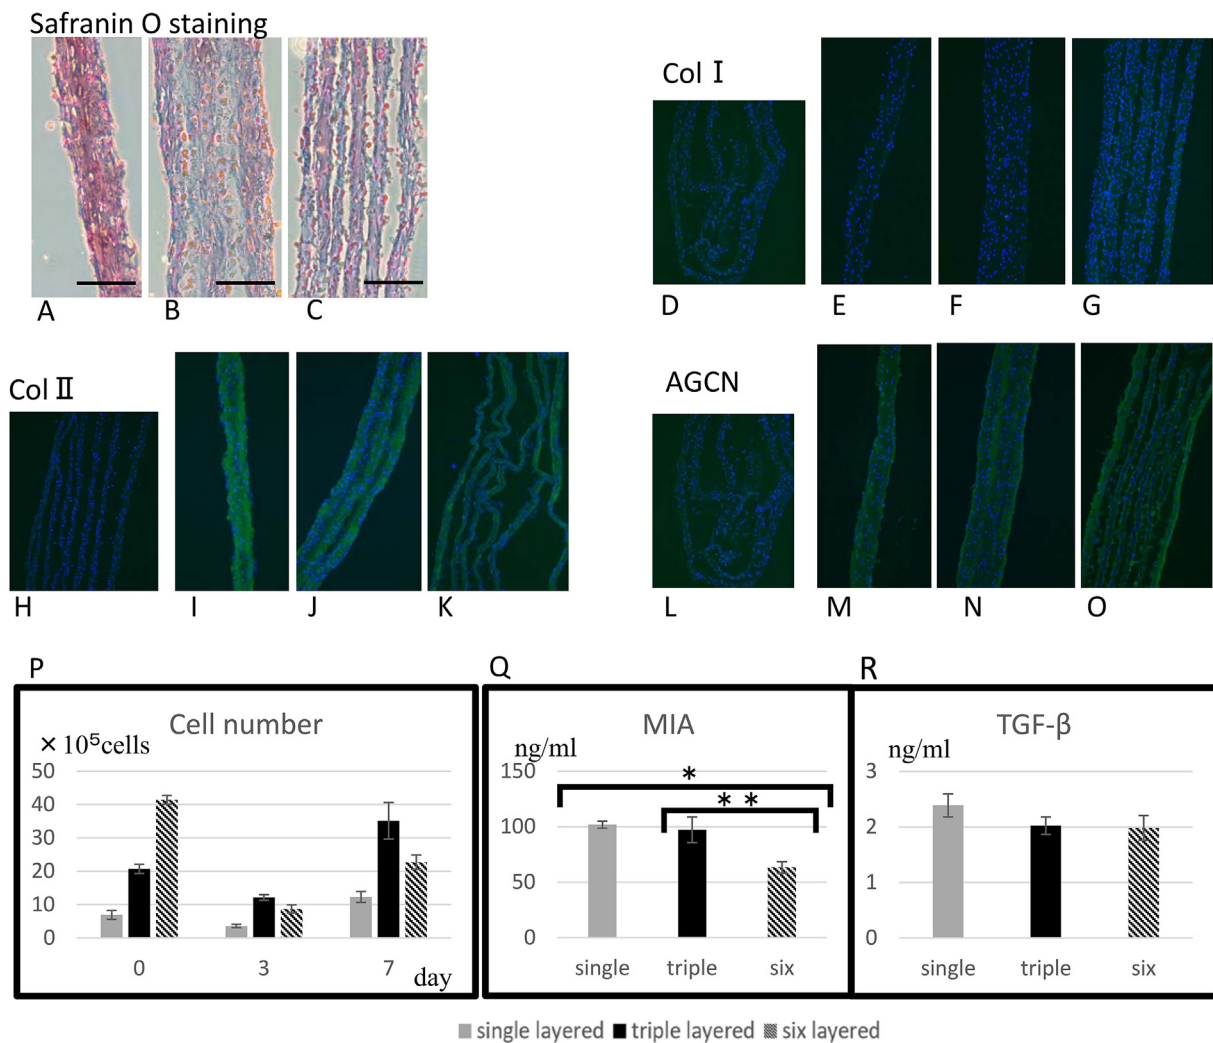 Safranin O staining
A B C
Col Ⅰ
D E F G
Col Ⅱ
H I J K
AGCN
L M N O
P
Cell number
×10⁵cells
50
40
30
20
10
0
0 3 7
day
Q
MIA
ng/ml
150
100
50
0
*
* *
single triple six
R
TGF-β
ng/ml
3
2
1
0
single triple six
single layered triple layered six layered